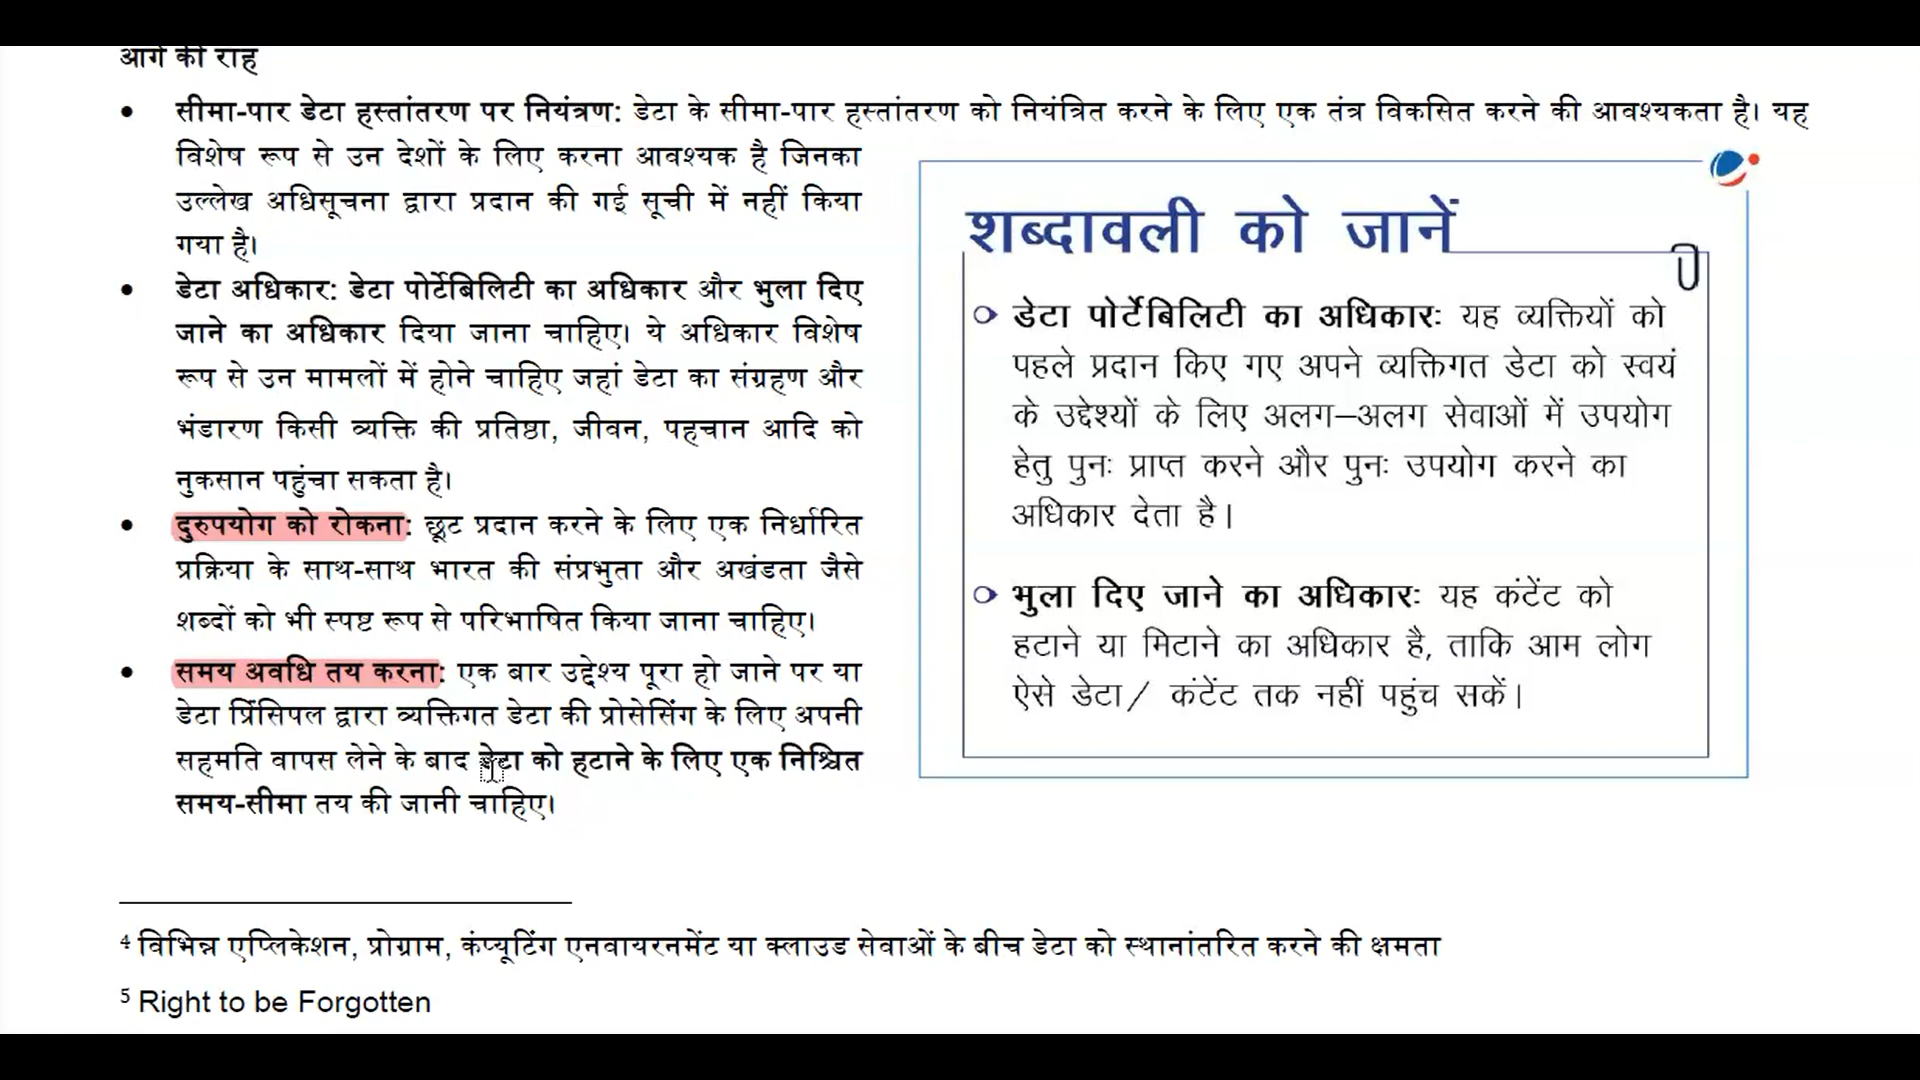 आगे की राह
• सीमा-पार डेटा हस्तांतरण पर नियंत्रण: डेटा के सीमा-पार हस्तांतरण को नियंत्रित करने के लिए एक तंत्र विकसित करने की आवश्यकता है। यह
विशेष रूप से उन देशों के लिए करना आवश्यक है जिनका
उल्लेख अधिसूचना द्वारा प्रदान की गई सूची में नहीं किया
गया है।
• डेटा अधिकार: डेटा पोर्टेबिलिटी का अधिकार और भुला दिए
जाने का अधिकार दिया जाना चाहिए। ये अधिकार विशेष
रूप से उन मामलों में होने चाहिए जहां डेटा का संग्रहण और
भंडारण किसी व्यक्ति की प्रतिष्ठा, जीवन, पहचान आदि को
नुकसान पहुंचा सकता है।
• दुरुपयोग को रोकना: छूट प्रदान करने के लिए एक निर्धारित
प्रक्रिया के साथ-साथ भारत की संप्रभुता और अखंडता जैसे
शब्दों को भी स्पष्ट रूप से परिभाषित किया जाना चाहिए।
• समय अवधि तय करना: एक बार उद्देश्य पूरा हो जाने पर या
डेटा प्रिंसिपल द्वारा व्यक्तिगत डेटा की प्रोसेसिंग के लिए अपनी
सहमति वापस लेने के बाद डेटा को हटाने के लिए एक निश्चित
समय-सीमा तय की जानी चाहिए।
शब्दावली को जानें
डेटा पोर्टेबिलिटी का अधिकारः यह व्यक्तियों को
पहले प्रदान किए गए अपने व्यक्तिगत डेटा को स्वयं
के उद्देश्यों के लिए अलग–अलग सेवाओं में उपयोग
हेतु पुनः प्राप्त करने और पुनः उपयोग करने का
अधिकार देता है।
भुला दिए जाने का अधिकारः यह कंटेंट को
हटाने या मिटाने का अधिकार है, ताकि आम लोग
ऐसे डेटा/ कंटेंट तक नहीं पहुंच सकें।
4 विभिन्न एप्लिकेशन, प्रोग्राम, कंप्यूटिंग एनवायरनमेंट या क्लाउड सेवाओं के बीच डेटा को स्थानांतरित करने की क्षमता
5 Right to be Forgotten